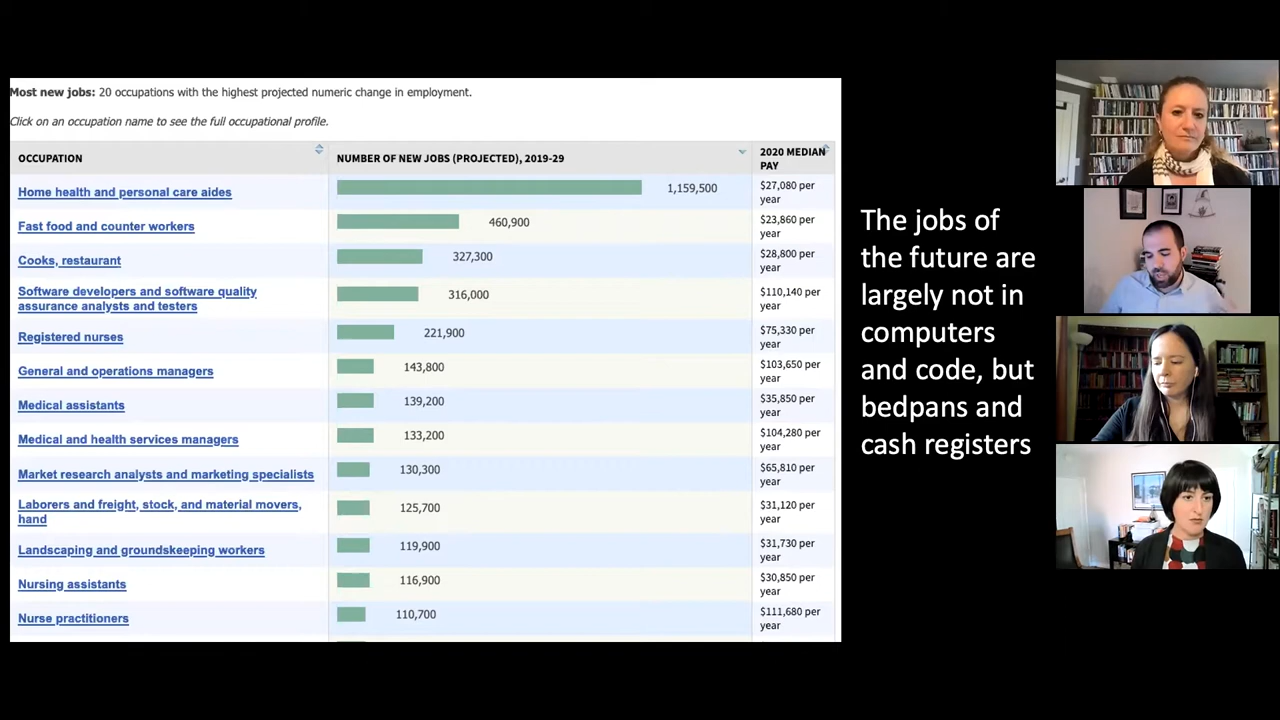 Most new jobs: 20 occupations with the highest projected numeric change in employment.
Click on an occupation name to see the full occupational profile.
OCCUPATION
NUMBER OF NEW JOBS (PROJECTED), 2019-29
2020 MEDIAN
PAY
Home health and personal care aides
1,159,500
$27,080 per
year
Fast food and counter workers
460,900
$23,860 per
year
Cooks, restaurant
327,300
$28,800 per
year
Software developers and software quality
assurance analysts and testers
316,000
$110,140 per
year
Registered nurses
221,900
$75,330 per
year
General and operations managers
143,800
$103,650 per
year
Medical assistants
139,200
$35,850 per
year
Medical and health services managers
133,200
$104,280 per
year
Market research analysts and marketing specialists
130,300
$65,810 per
year
Laborers and freight, stock, and material movers,
hand
125,700
$31,120 per
year
Landscaping and groundskeeping workers
119,900
$31,730 per
year
Nursing assistants
116,900
$30,850 per
year
Nurse practitioners
110,700
$111,680 per
year
The jobs of
the future are
largely not in
computers
and code, but
bedpans and
cash registers